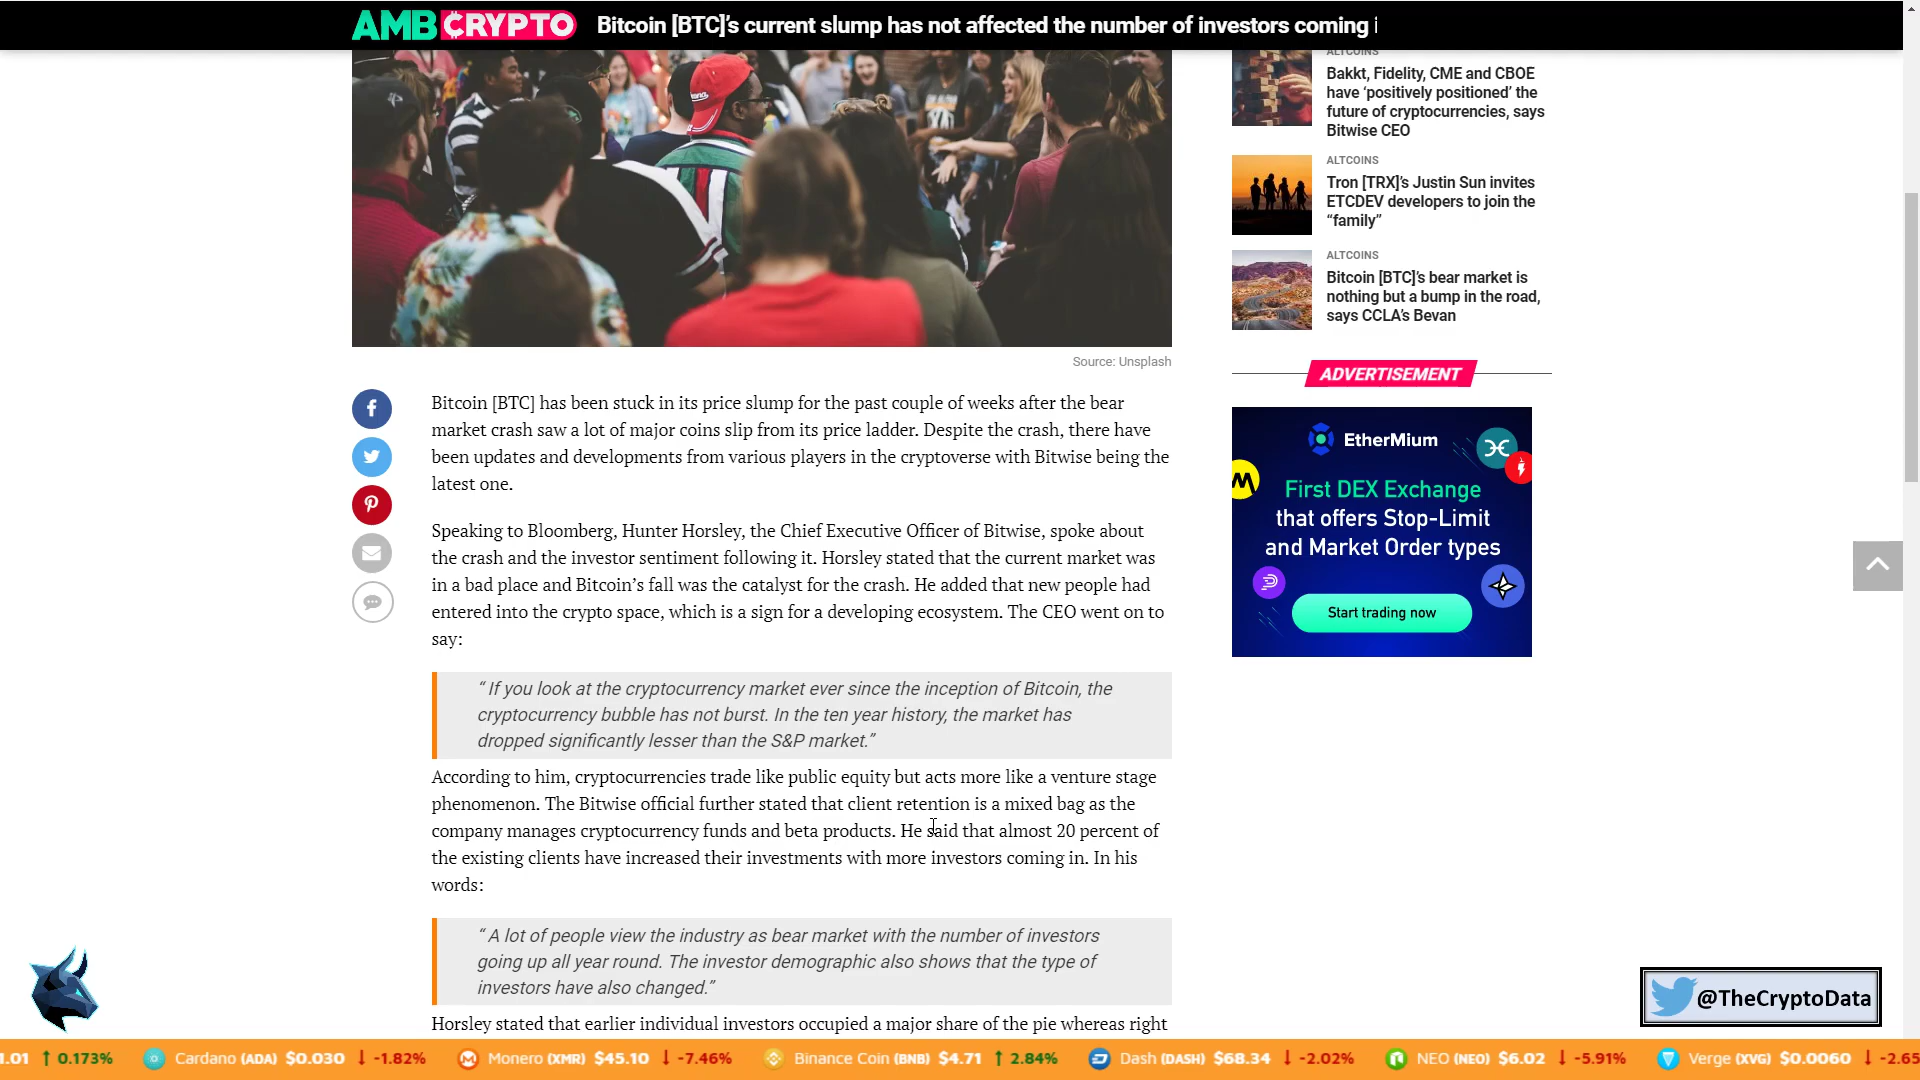 AMBCRYPTO
Bitcoin [BTC]'s current slump has not affected the number of investors coming i
ALTCOINS
Bakkt, Fidelity, CME and CBOE
have ‘positively positioned’ the
future of cryptocurrencies, says
Bitwise CEO
ALTCOINS
Tron [TRX]'s Justin Sun invites
ETCDEV developers to join the
“family”
ALTCOINS
Bitcoin [BTC]'s bear market is
nothing but a bump in the road,
says CCLA's Bevan
Source: Unsplash
ADVERTISEMENT
EtherMium
First DEX Exchange
that offers Stop-Limit
and Market Order types
Start trading now
Bitcoin [BTC] has been stuck in its price slump for the past couple of weeks after the bear
market crash saw a lot of major coins slip from its price ladder. Despite the crash, there have
been updates and developments from various players in the cryptoverse with Bitwise being the
latest one.
Speaking to Bloomberg, Hunter Horsley, the Chief Executive Officer of Bitwise, spoke about
the crash and the investor sentiment following it. Horsley stated that the current market was
in a bad place and Bitcoin’s fall was the catalyst for the crash. He added that new people had
entered into the crypto space, which is a sign for a developing ecosystem. The CEO went on to
say:
“ If you look at the cryptocurrency market ever since the inception of Bitcoin, the
cryptocurrency bubble has not burst. In the ten year history, the market has
dropped significantly lesser than the S&P market.”
According to him, cryptocurrencies trade like public equity but acts more like a venture stage
phenomenon. The Bitwise official further stated that client retention is a mixed bag as the
company manages cryptocurrency funds and beta products. He said that almost 20 percent of
the existing clients have increased their investments with more investors coming in. In his
words:
“ A lot of people view the industry as bear market with the number of investors
going up all year round. The investor demographic also shows that the type of
investors have also changed.”
Horsley stated that earlier individual investors occupied a major share of the pie whereas right
@TheCryptoData
1.01 ↑ 0.173% Cardano (ADA) $0.030 ↓ -1.82% Monero (XMR) $45.10 ↓ -7.46% Binance Coin (BNB) $4.71 ↑ 2.84% Dash (DASH) $68.34 ↓ -2.02% NEO (NEO) $6.02 ↓ -5.91% Verge (XVG) $0.0060 ↓ -2.65